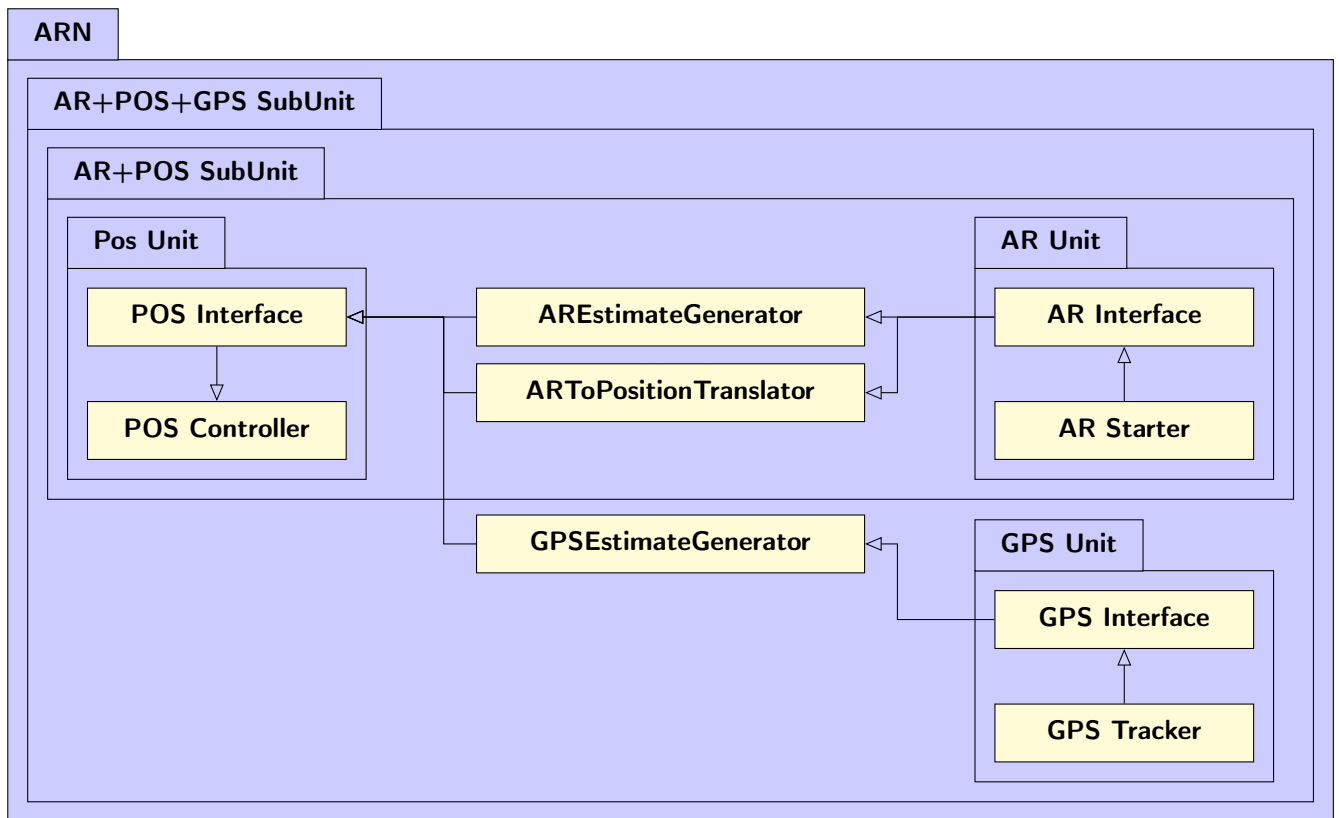 ARN
AR+POS+GPS SubUnit
AR+POS SubUnit
Pos Unit
AR Unit
POS Interface
AREstimateGenerator
AR Interface
ARToPositionTranslator
POS Controller
AR Starter
GPSEstimateGenerator
GPS Unit
GPS Interface
GPS Tracker